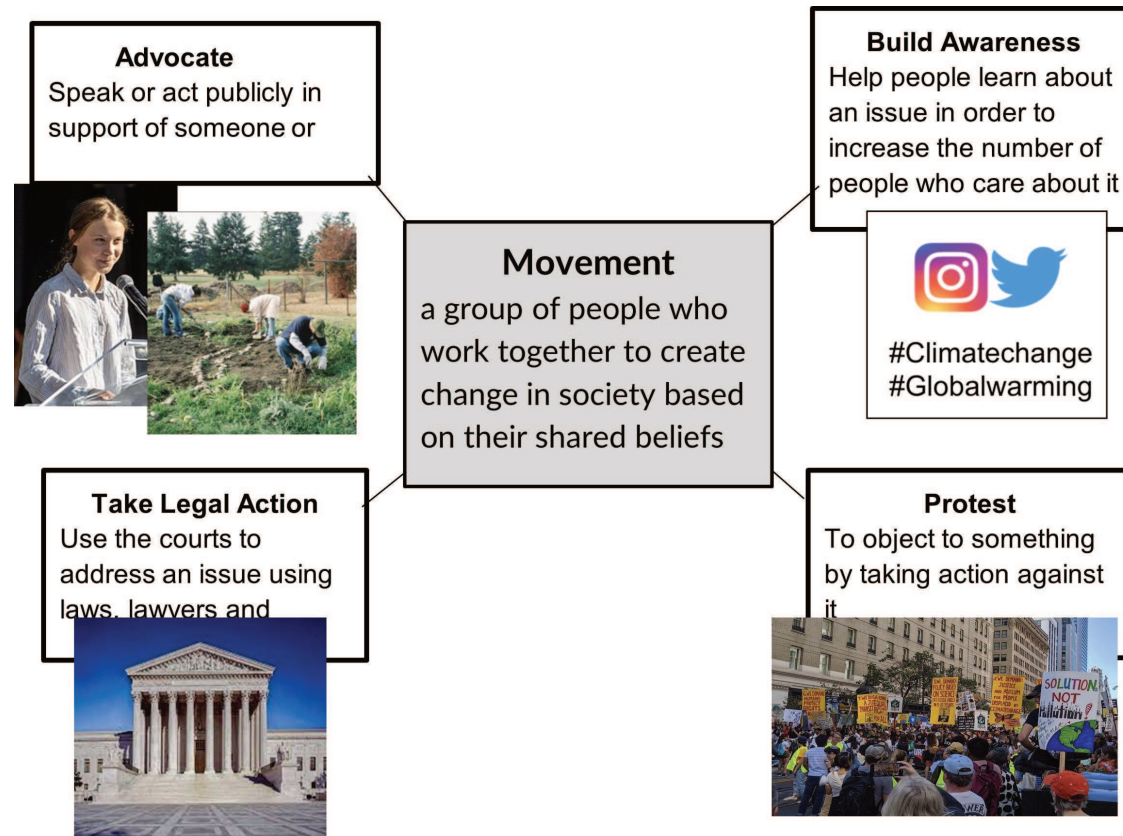 Advocate
Speak or act publicly in
support of someone or
Build Awareness
Help people learn about
an issue in order to
increase the number of
people who care about it
Movement
a group of people who
work together to create
change in society based
on their shared beliefs
#Climatechange
#Globalwarming
Take Legal Action
Use the courts to
address an issue using
laws, lawyers and
Protest
To object to something
by taking action against
it
SOLUTION,
NOT
Pollution!